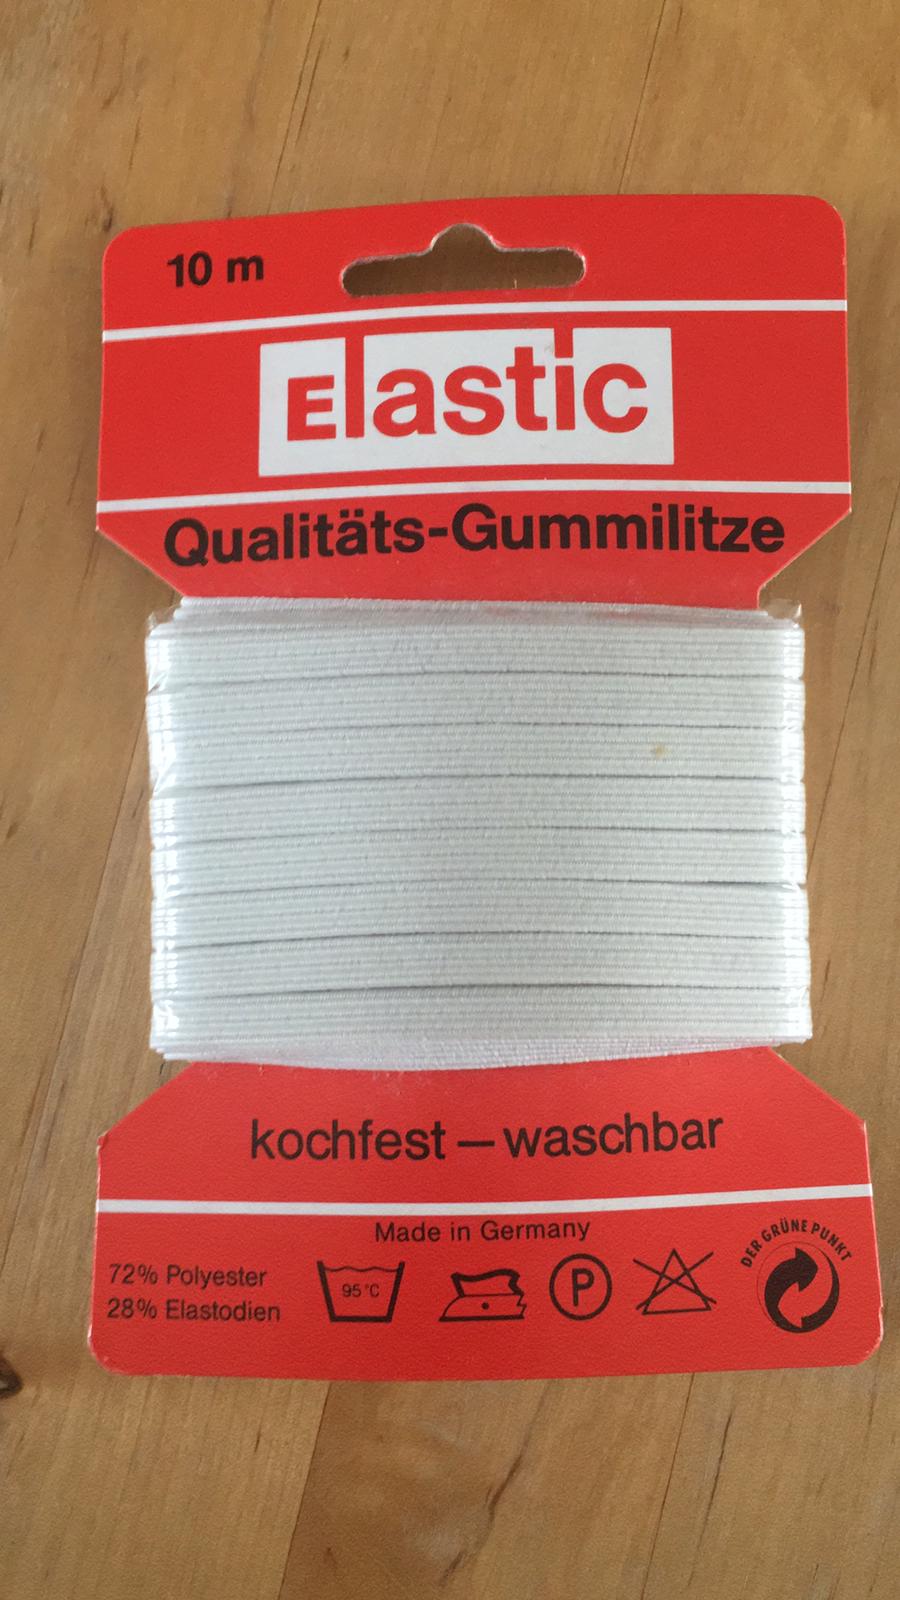 10 m
Elastic
Qualitäts-Gummilitze
kochfest – waschbar
Made in Germany
72% Polyester
28% Elastodien
95°C
P
DER GRÜNE PUNKT